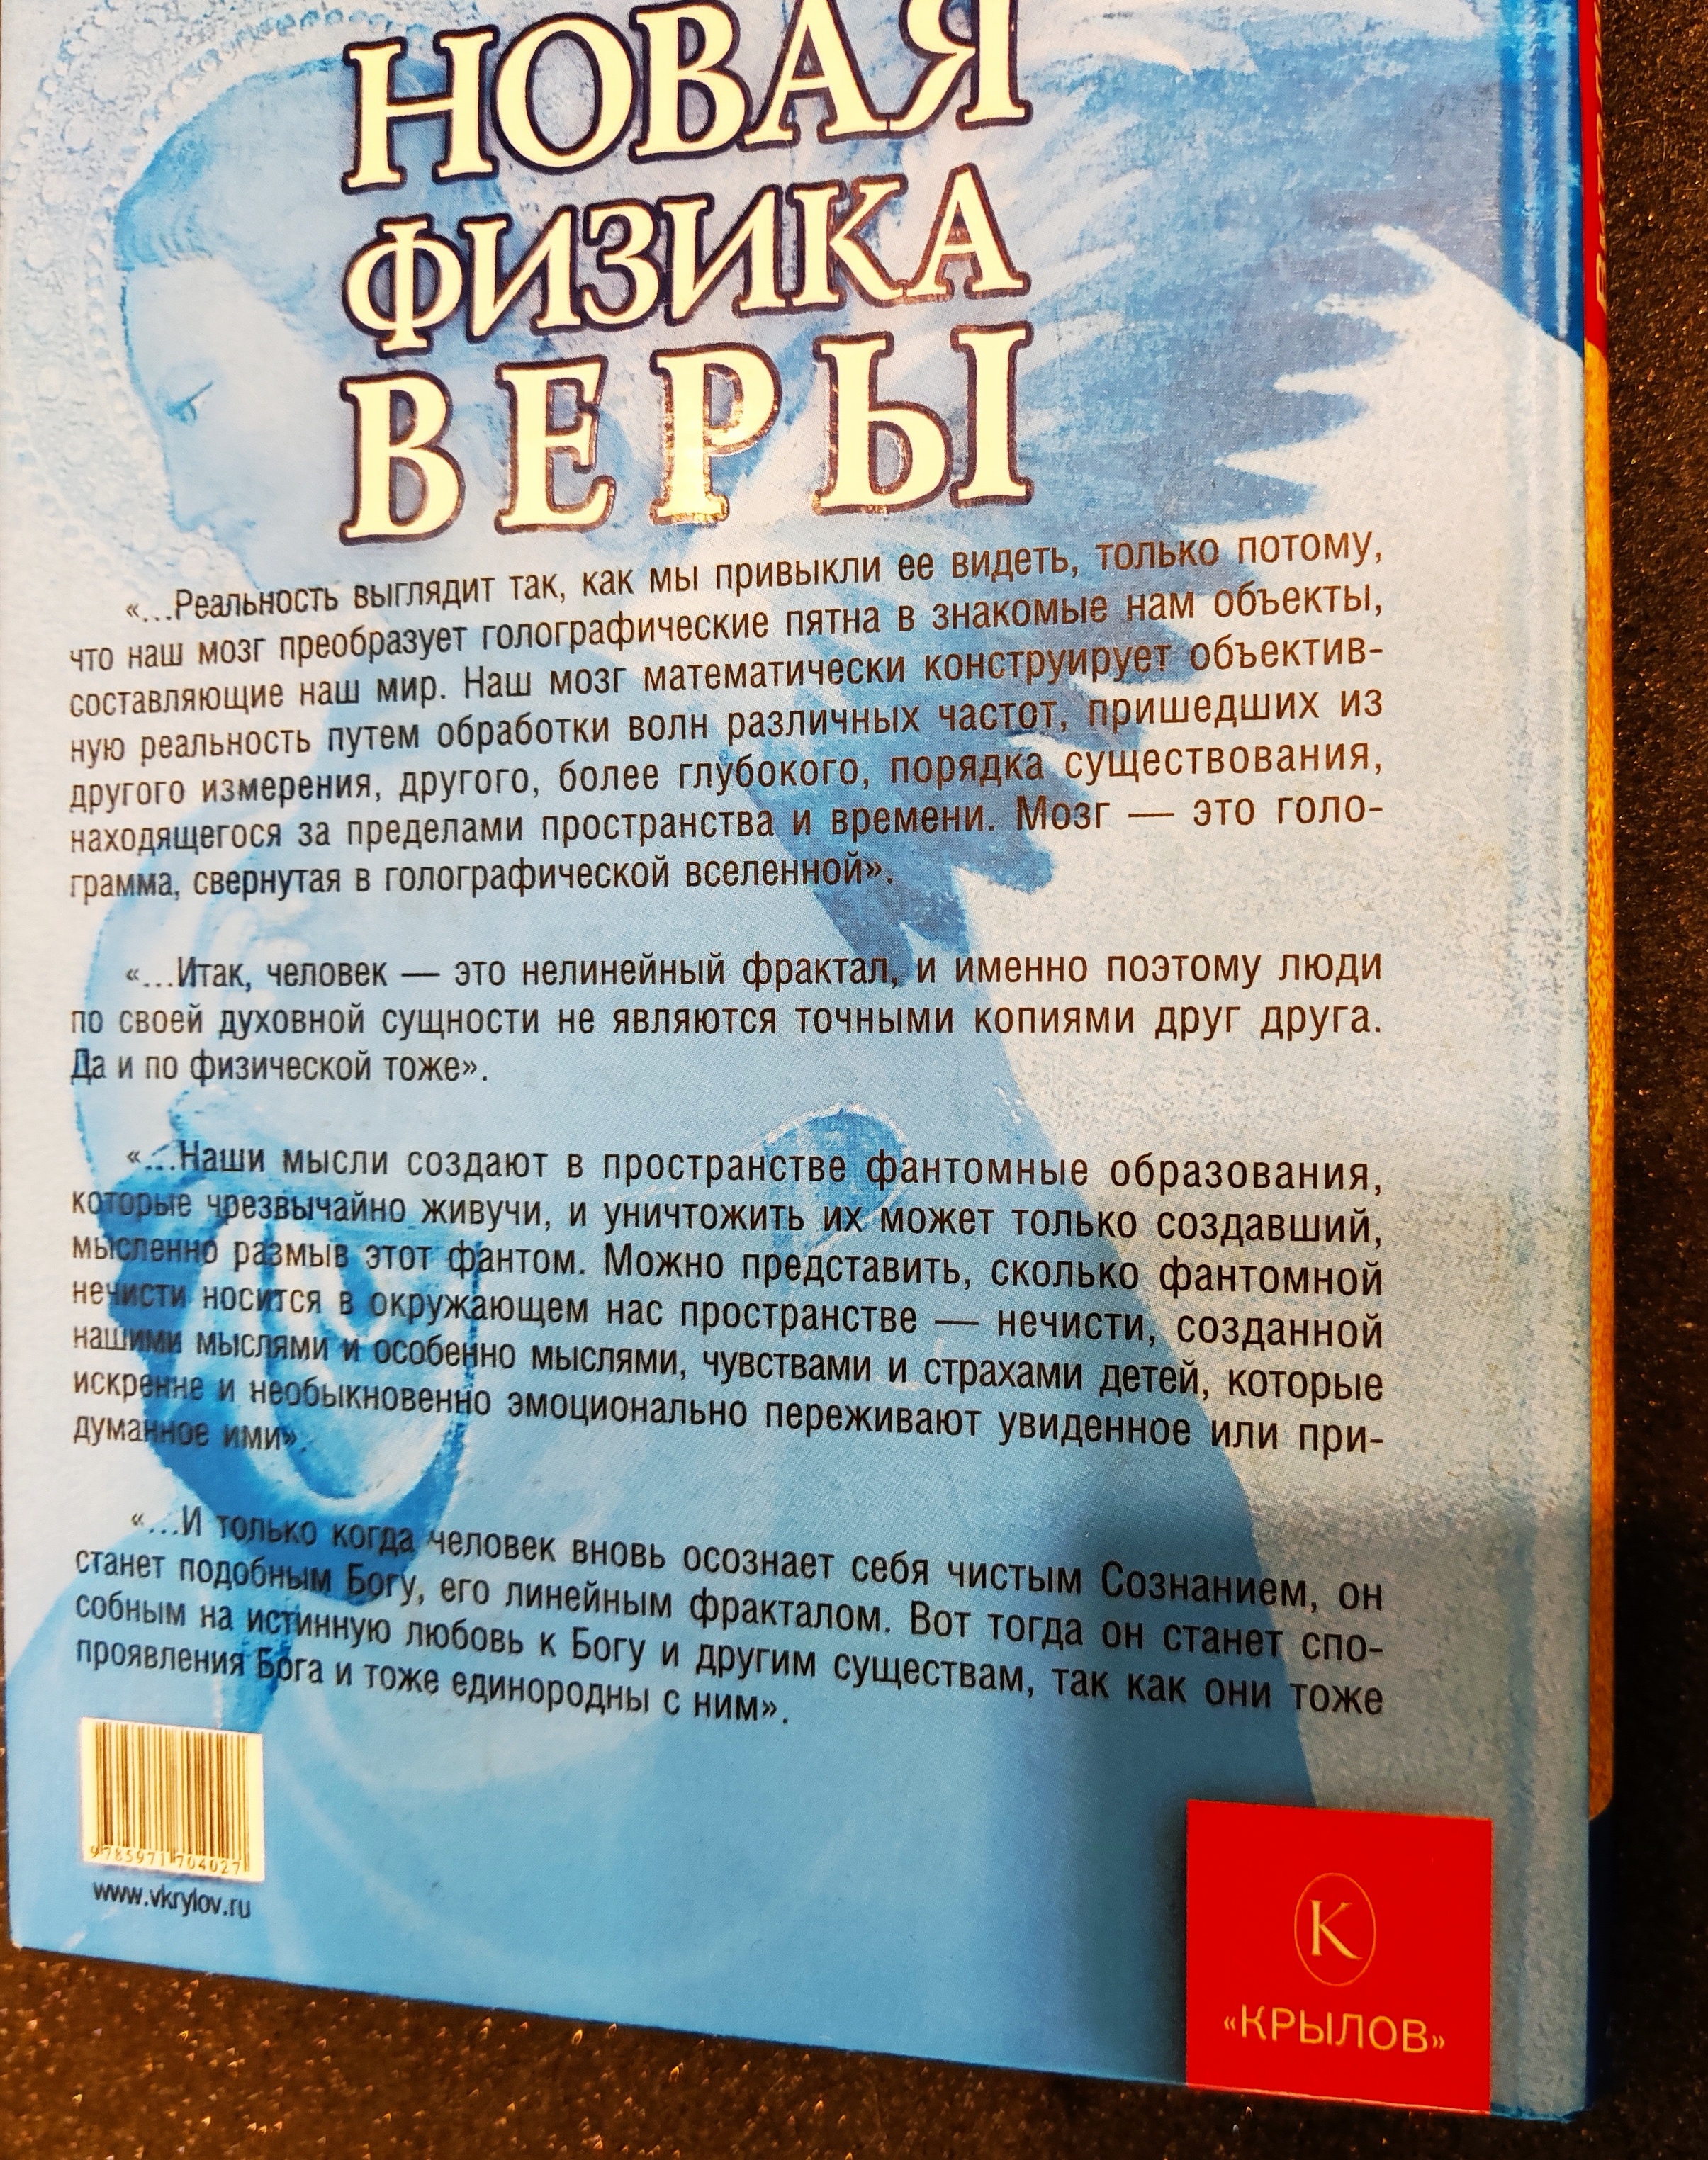 НОВАЯ
ФИЗИКА
ВЕРЫ
«...Реальность выглядит так, как мы привыкли ее видеть, только потому,
что наш мозг преобразует голографические пятна в знакомые нам объекты,
составляющие наш мир. Наш мозг математически конструирует объектив-
ную реальность путем обработки волн различных частот, пришедших из
другого измерения, другого, более глубокого, порядка существования,
находящегося за пределами пространства и времени. Мозг — это голо-
грамма, свернутая в голографической вселенной».
«...Итак, человек — это нелинейный фрактал, и именно поэтому люди
по своей духовной сущности не являются точными копиями друг друга.
Да и по физической тоже».
«...Наши мысли создают в пространстве фантомные образования,
которые чрезвычайно живучи, и уничтожить их может только создавший,
мысленно размыв этот фантом. Можно представить, сколько фантомной
нечисти носится в окружающем нас пространстве — нечисти, созданной
нашими мыслями и особенно мыслями, чувствами и страхами детей, которые
искренне и необыкновенно эмоционально переживают увиденное или при-
думанное ими».
«...И только когда человек вновь осознает себя чистым Сознанием, он
станет подобным Богу, его линейным фракталом. Вот тогда он станет спо-
собным на истинную любовь к Богу и другим существам, так как они тоже
проявления Бога и тоже единородны с ним».
9 785971 704027
www.vkrylov.ru
К
«КРЫЛОВ»